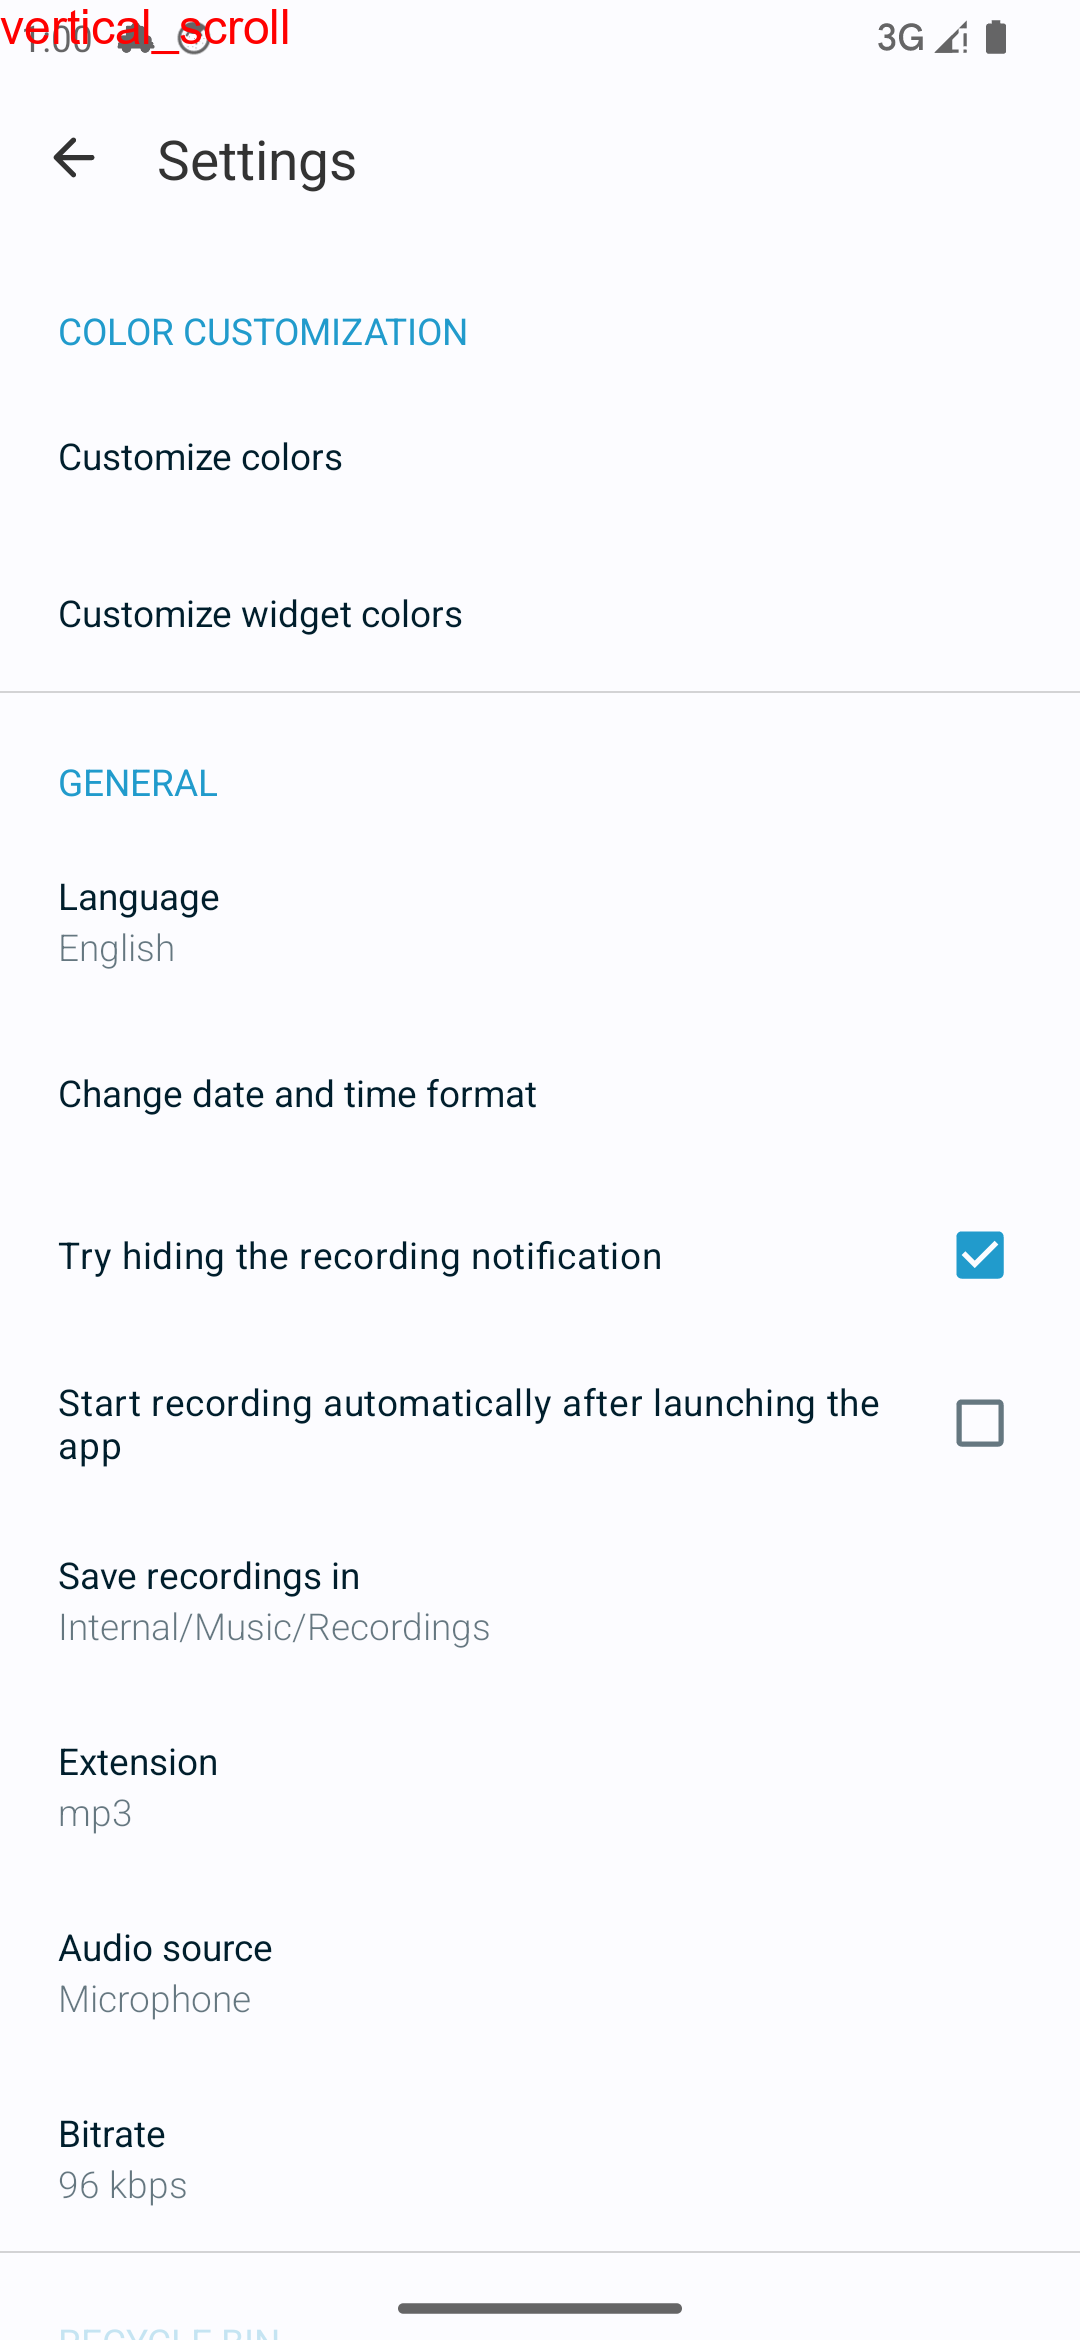 vertical_scroll
1:00
3G
Settings
COLOR CUSTOMIZATION
Customize colors
Customize widget colors
GENERAL
Language
English
Change date and time format
Try hiding the recording notification
Start recording automatically after launching the
app
Save recordings in
Internal/Music/Recordings
Extension
mp3
Audio source
Microphone
Bitrate
96 kbps
RECYCLE BIN